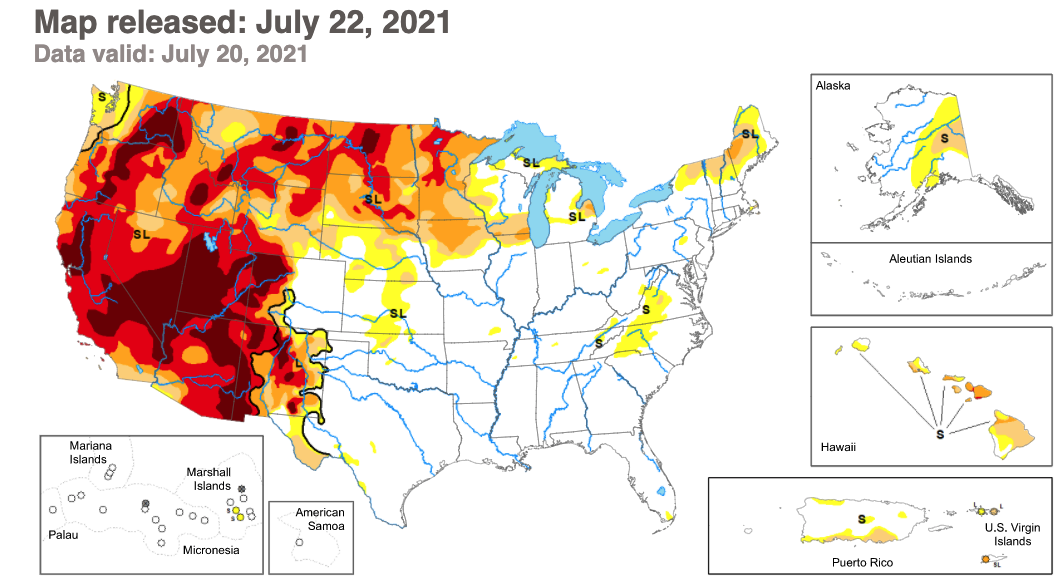 Map released: July 22, 2021
Data valid: July 20, 2021
Alaska
S
Aleutian Islands
S
SL
SL
SL
SL
SL
SL
S
S
L
Hawaii
S
Mariana
Islands
Marshall
Islands
S
S
Palau
Micronesia
American
Samoa
S
Puerto Rico
L
L
U.S. Virgin
Islands
SL